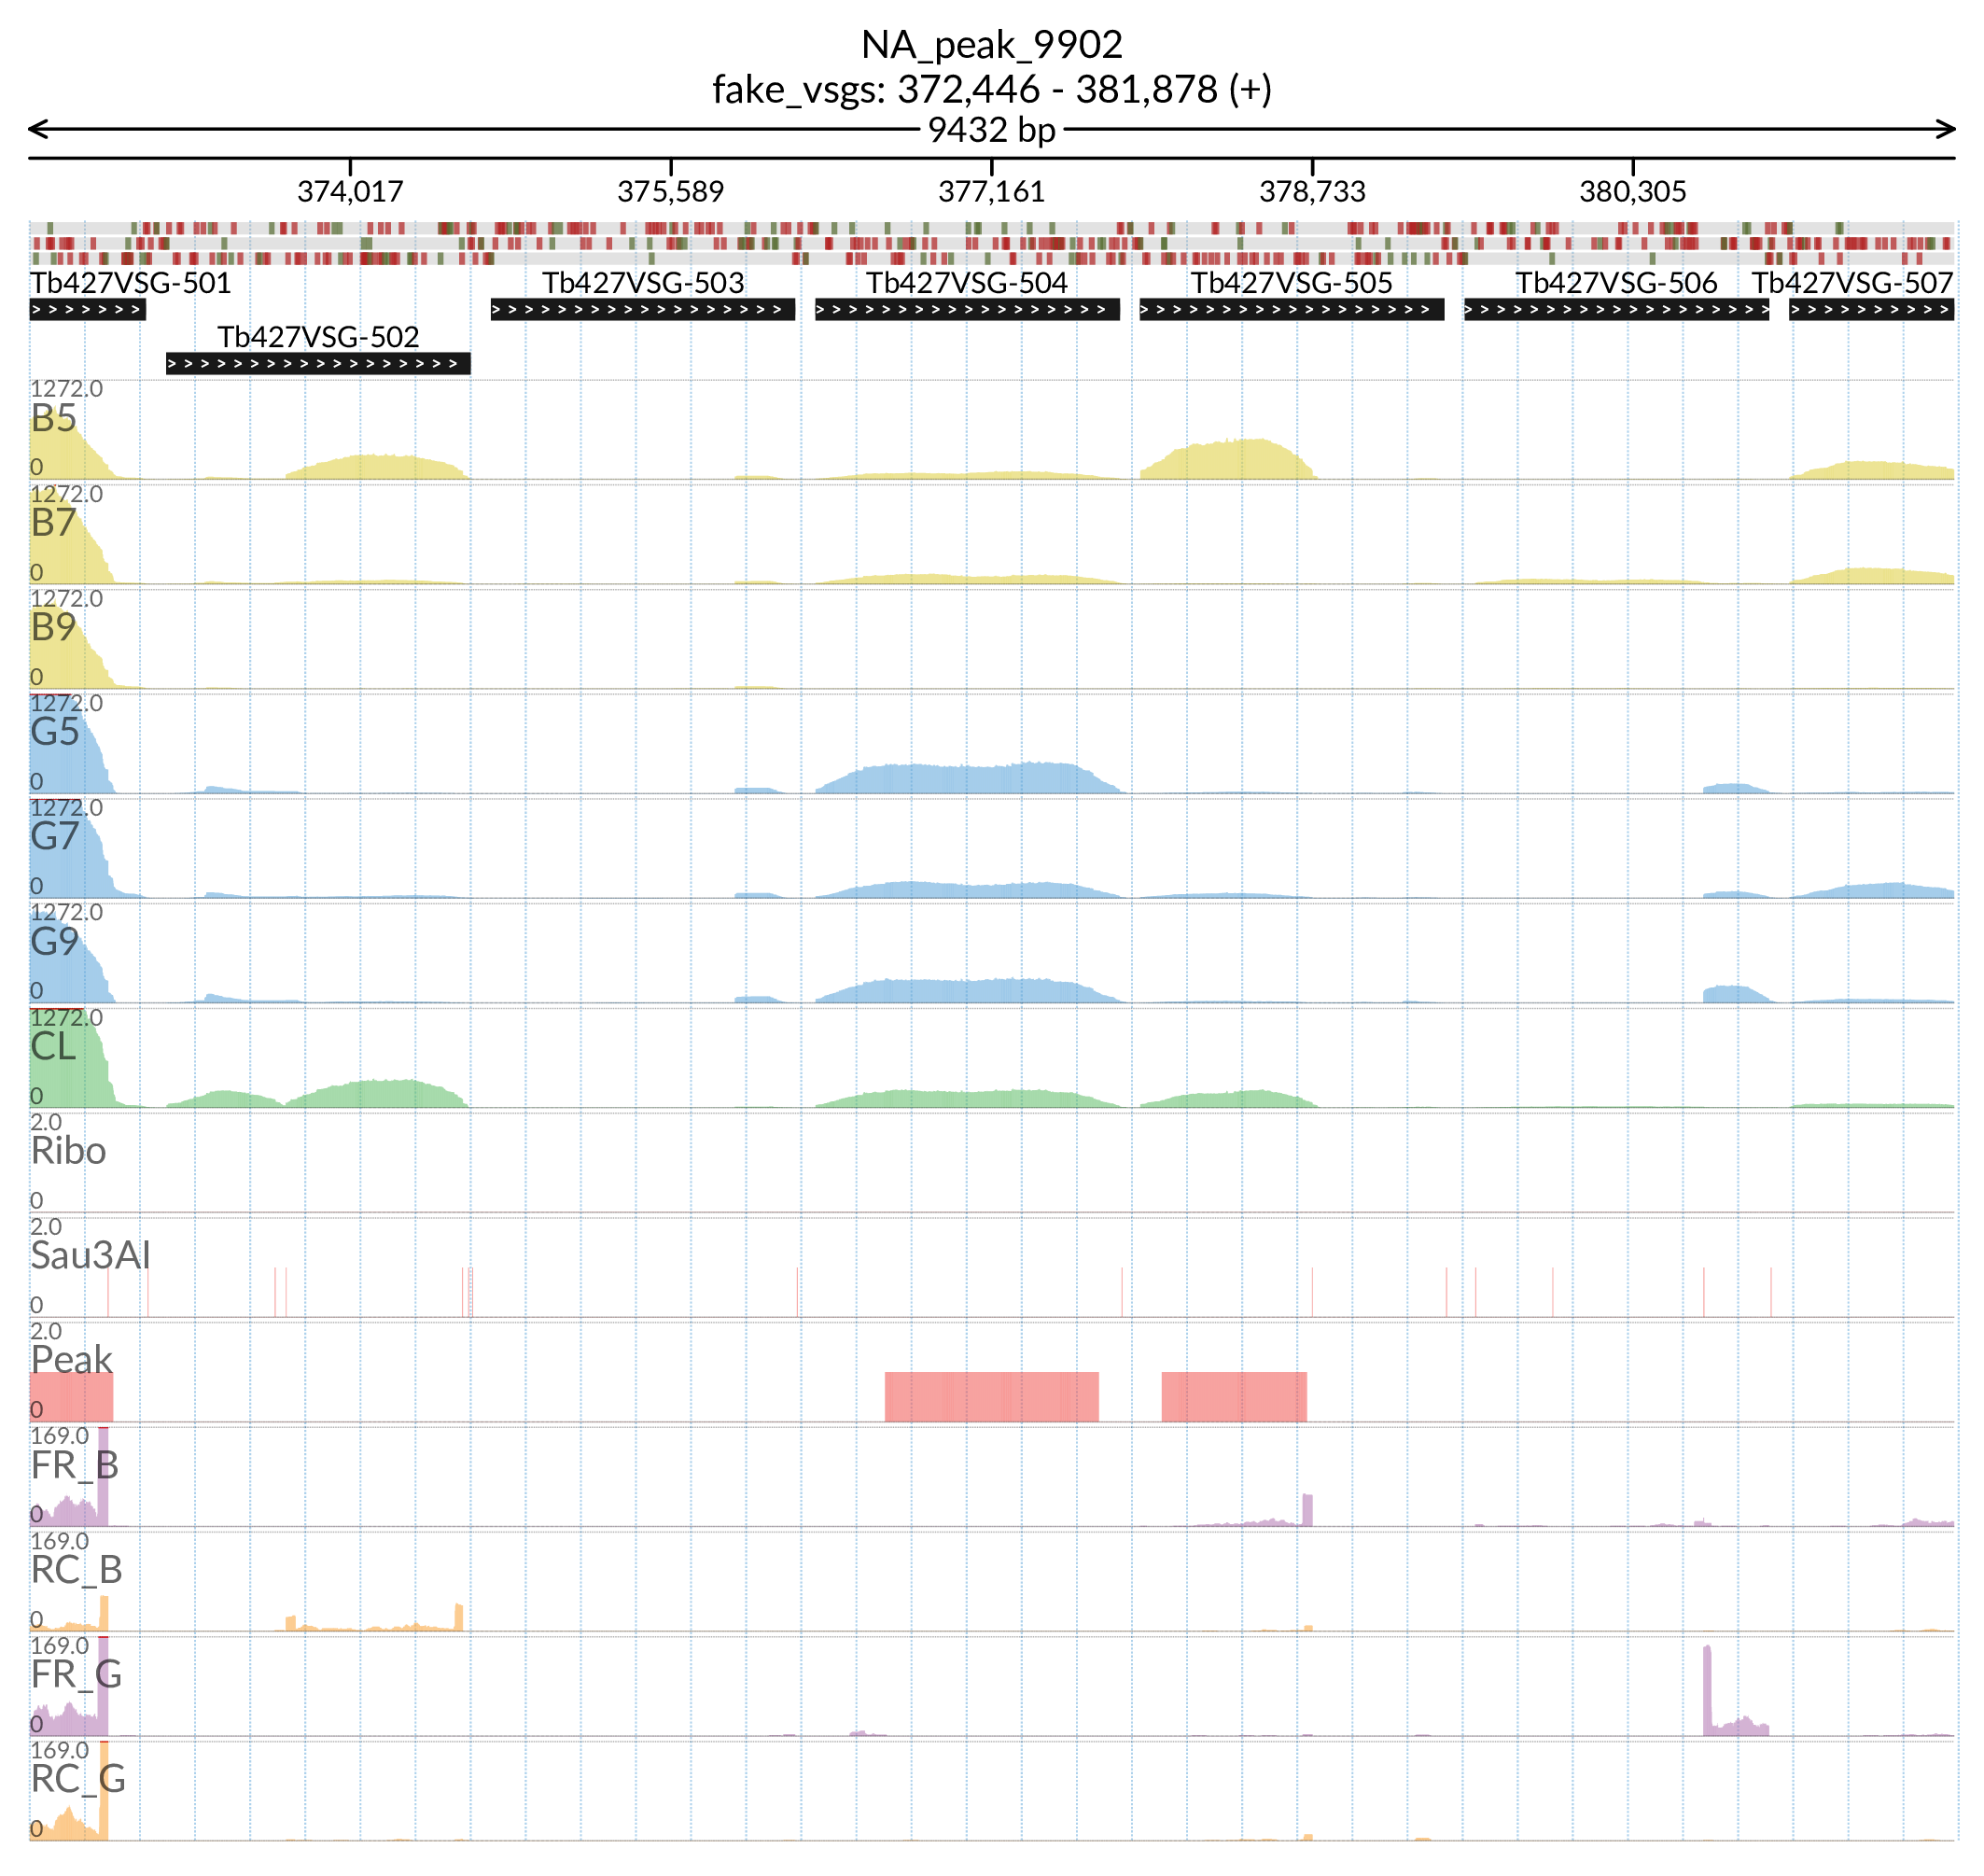 NA_peak_9902
fake_vsgs: 372,446 - 381,878 (+)
9432 bp
374,017 375,589 377,161 378,733 380,305
Tb427VSG-501 Tb427VSG-503 Tb427VSG-504 Tb427VSG-505 Tb427VSG-506 Tb427VSG-507
Tb427VSG-502
1272.0
B5
0
1272.0
B7
0
1272.0
B9
0
1272.0
G5
0
1272.0
G7
0
1272.0
G9
0
1272.0
CL
0
2.0
Ribo
0
2.0
Sau3AI
0
2.0
Peak
0
169.0
FR_B
0
169.0
RC_B
0
169.0
FR_G
0
169.0
RC_G
0